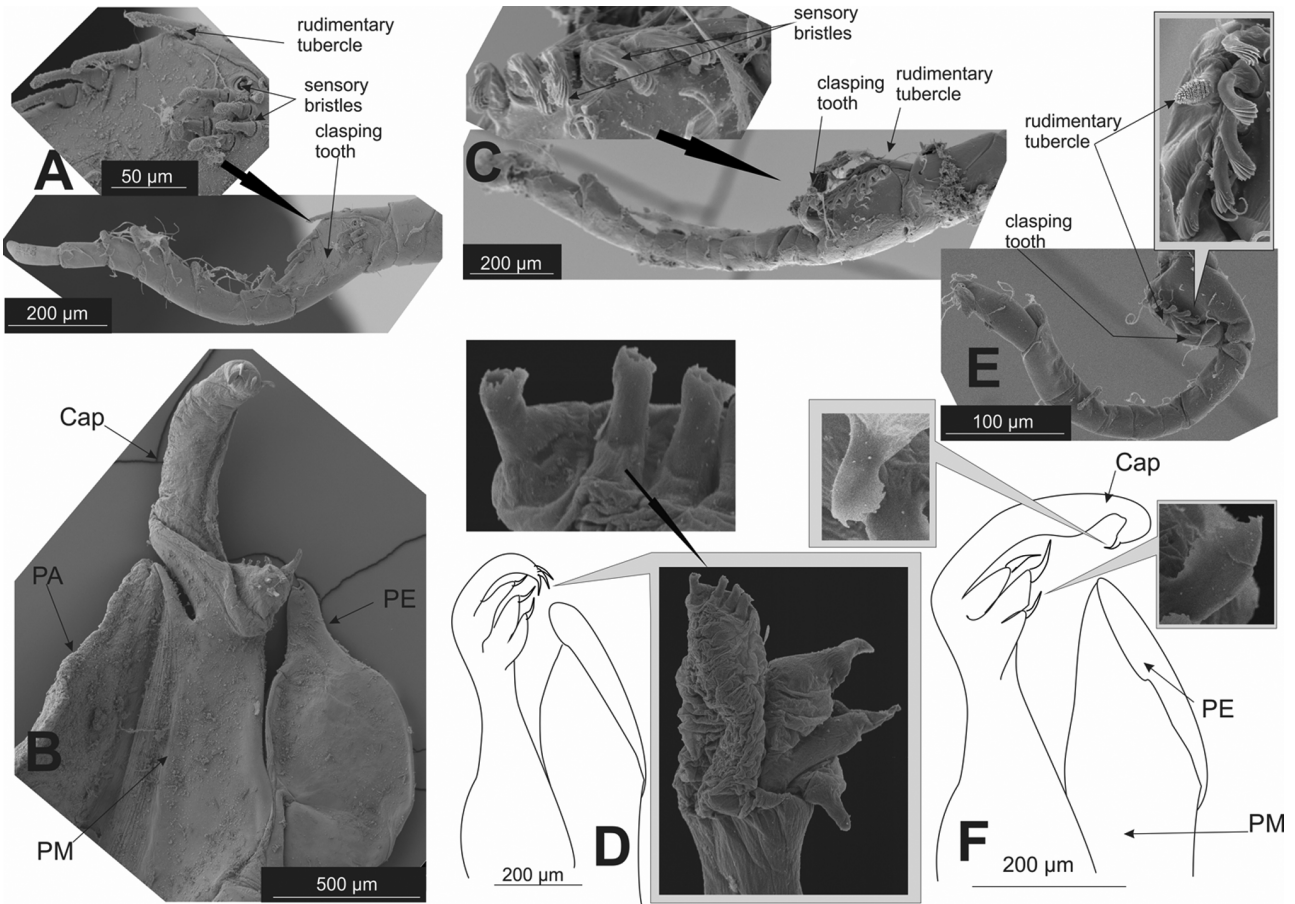 rudimentary
tubercle
sensory
bristles
clasping
tooth
A
50 µm
200 µm
sensory
bristles
clasping
tooth
rudimentary
tubercle
C
200 µm
rudimentary
tubercle
clasping
tooth
E
100 µm
Cap
PA
PE
B
PM
500 µm
D
200 µm
Cap
PE
PM
F
200 µm